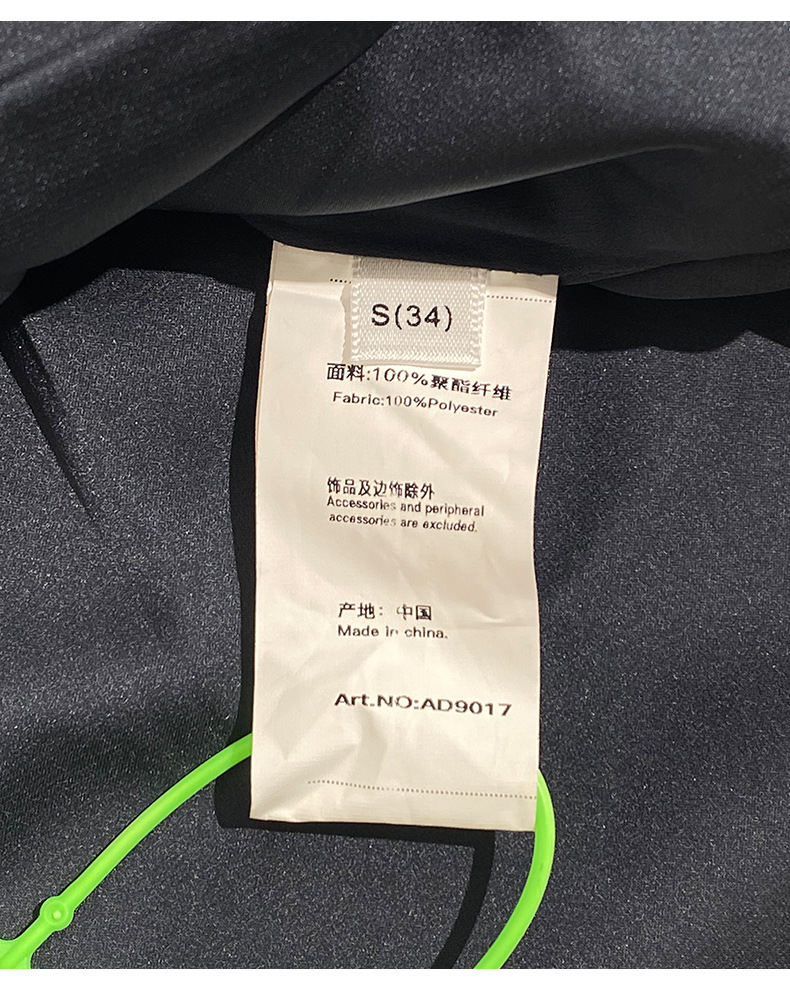 S(34)
面料:100%聚酯纤维
Fabric:100%Polyester
饰品及边饰除外
Accessories and peripheral
accessories are excluded.
产地：中国
Made in china.
Art.NO:AD9017